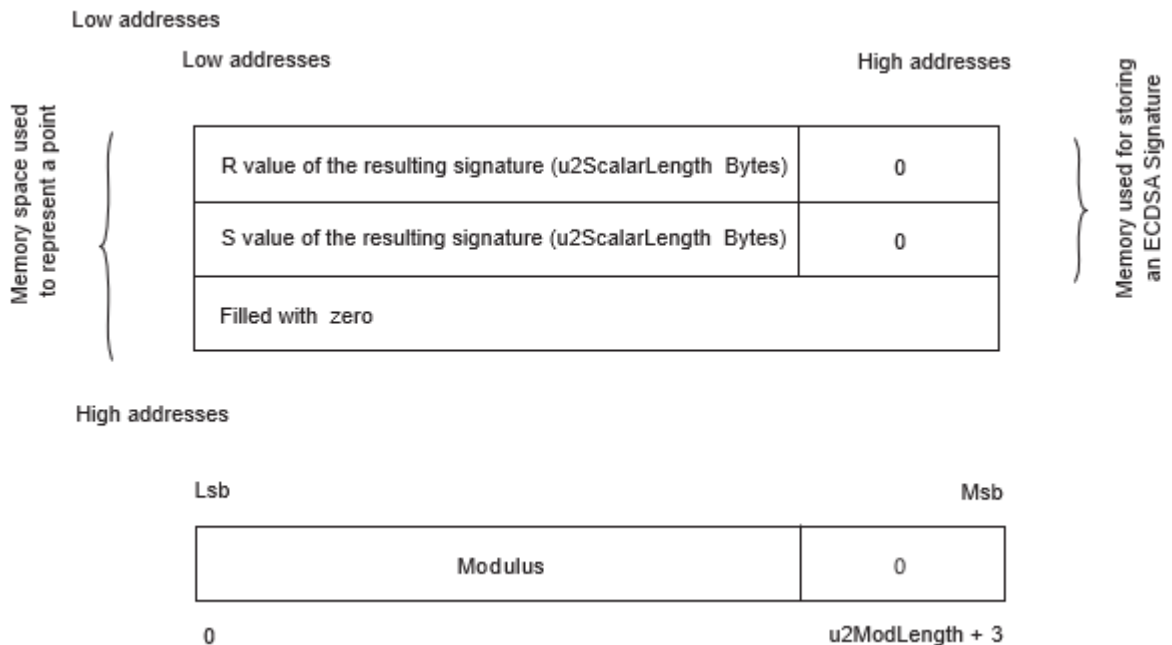 Low addresses
Low addresses
High addresses
Memory space used
to represent a point
R value of the resulting signature (u2ScalarLength Bytes)
0
S value of the resulting signature (u2ScalarLength Bytes)
0
Filled with zero
Memory used for storing
an ECDSA Signature
High addresses
Lsb
Msb
Modulus
0
0
u2ModLength + 3